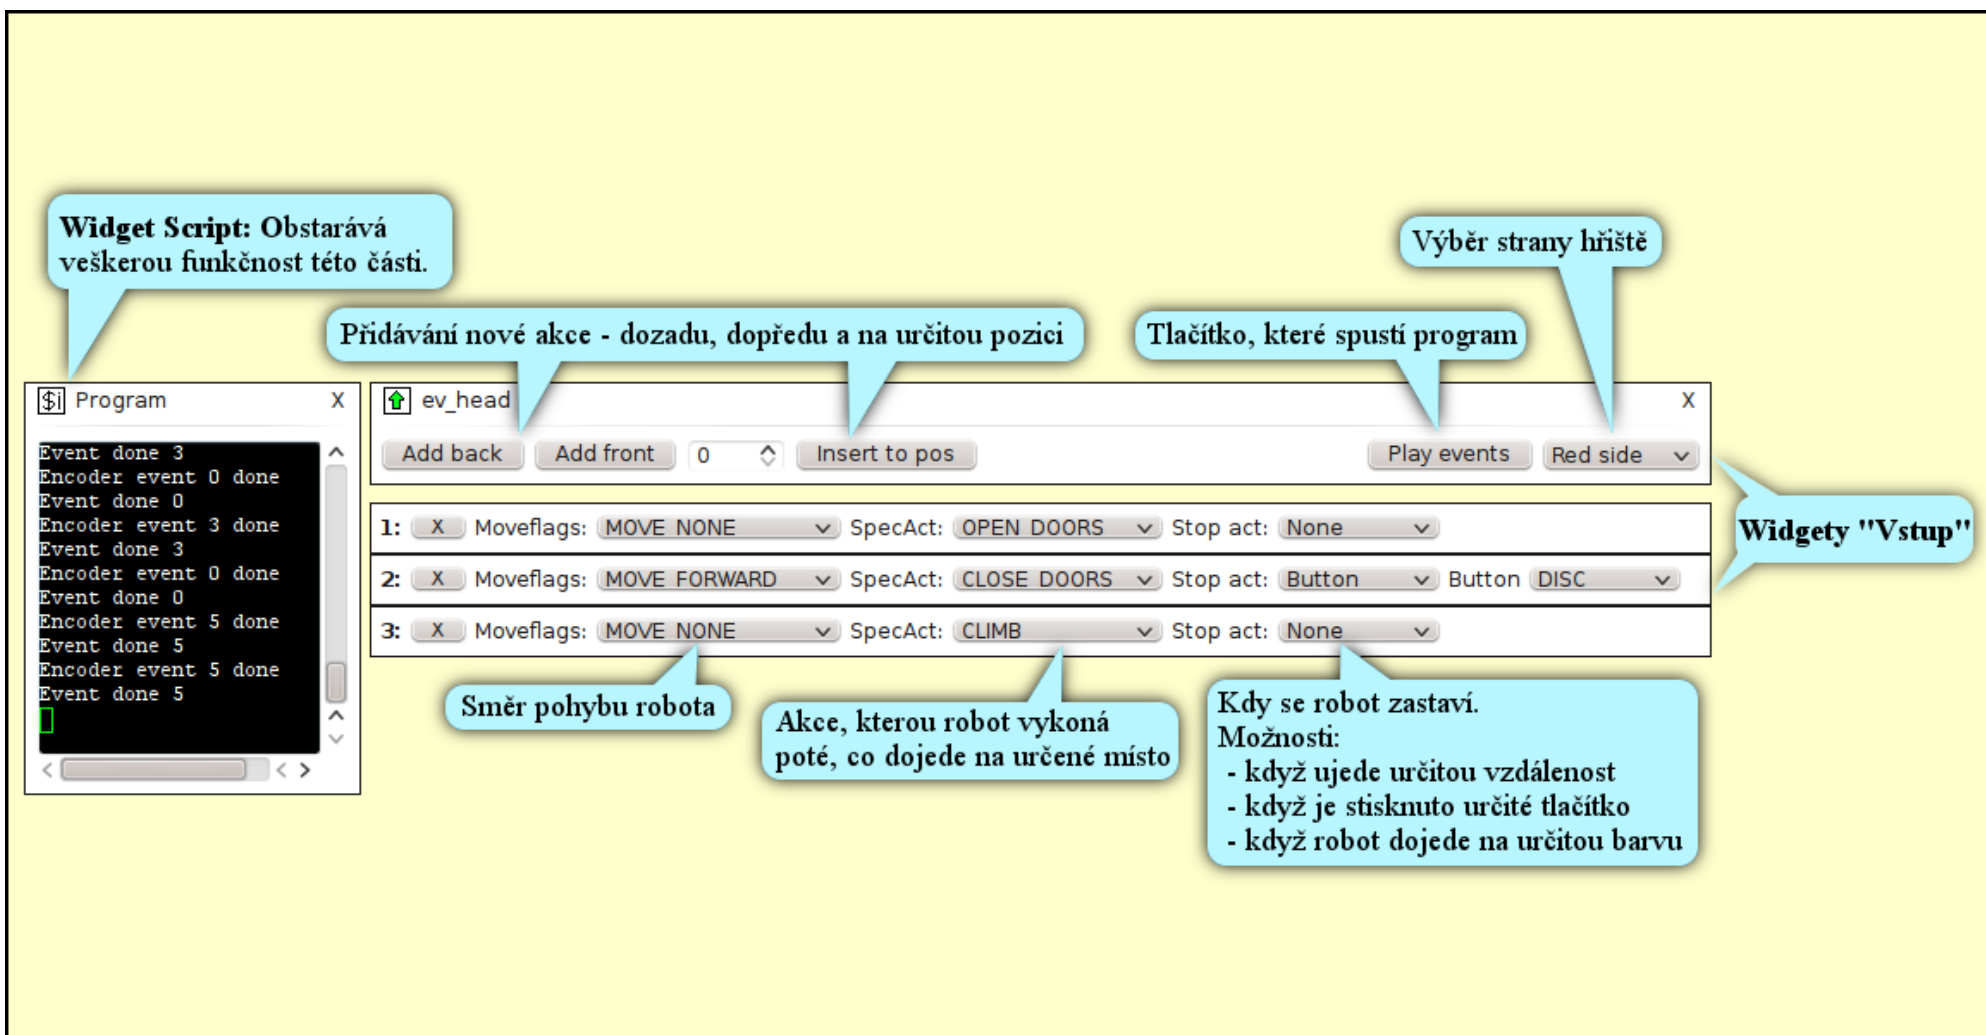 Widget Script: Obstarává
veškerou funkčnost této části.
Výběr strany hřiště
Přidávání nové akce - dozadu, dopředu a na určitou pozici
Tlačítko, které spustí program
$i Program X
Event done 3
Encoder event 0 done
Event done 0
Encoder event 3 done
Event done 3
Encoder event 0 done
Event done 0
Encoder event 5 done
Event done 5
Encoder event 5 done
Event done 5
ev_head X
Add back Add front 0 Insert to pos Play events Red side
Widgety "Vstup"
1: X Moveflags: MOVE_NONE SpecAct: OPEN_DOORS Stop act: None
2: X Moveflags: MOVE_FORWARD SpecAct: CLOSE_DOORS Stop act: Button Button DISC
3: X Moveflags: MOVE_NONE SpecAct: CLIMB Stop act: None
Směr pohybu robota
Akce, kterou robot vykoná
poté, co dojede na určené místo
Kdy se robot zastaví.
Možnosti:
- když ujede určitou vzdálenost
- když je stisknuto určité tlačítko
- když robot dojede na určitou barvu